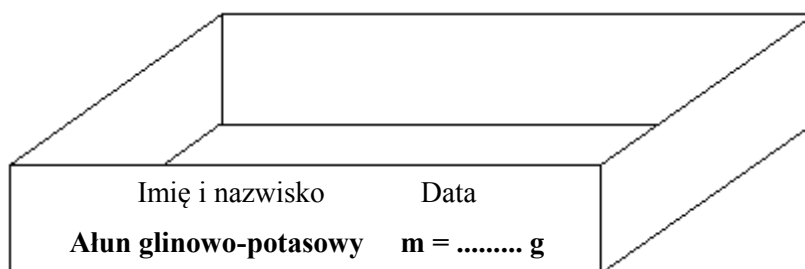 Imię i nazwisko Data
Ałun glinowo-potasowy m = ......... g